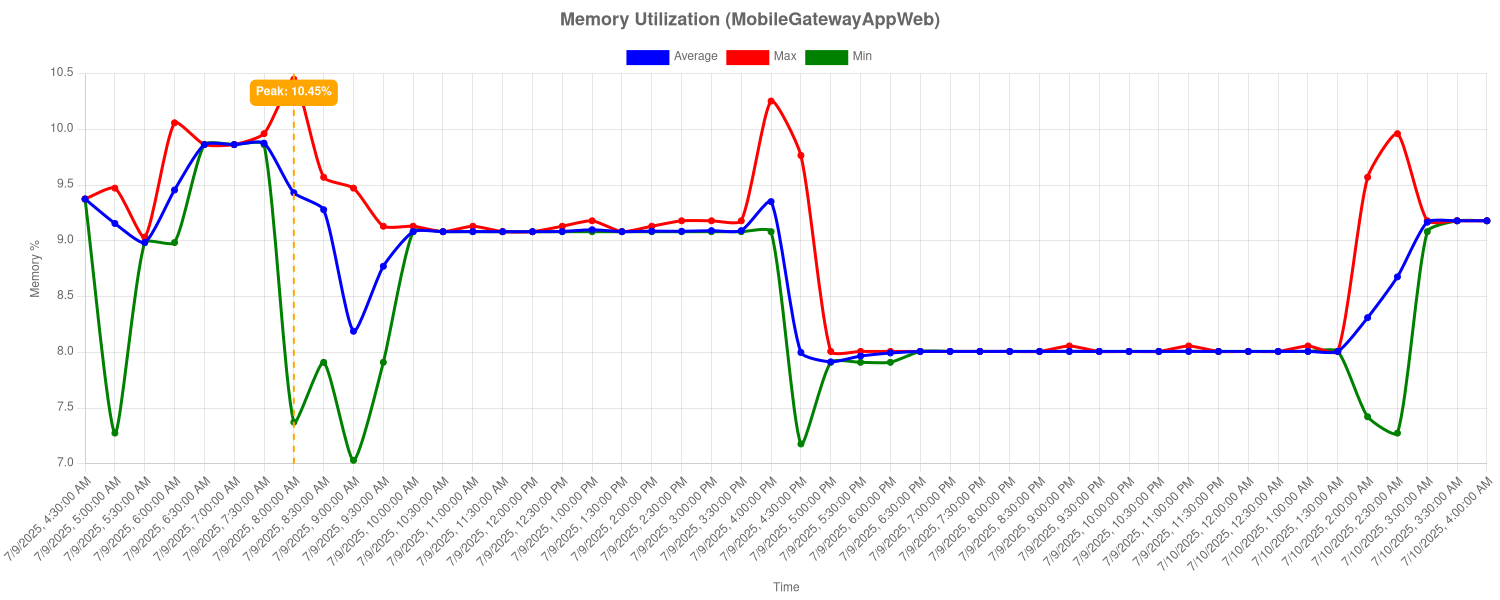 Memory Utilization (MobileGatewayAppWeb)
Average Max Min
10.5
10.0
9.5
9.0
8.5
8.0
7.5
7.0
Memory %
Peak: 10.45%
7/9/2025, 4:30:00 AM
7/9/2025, 5:00:00 AM
7/9/2025, 5:30:00 AM
7/9/2025, 6:00:00 AM
7/9/2025, 6:30:00 AM
7/9/2025, 7:00:00 AM
7/9/2025, 7:30:00 AM
7/9/2025, 8:00:00 AM
7/9/2025, 8:30:00 AM
7/9/2025, 9:00:00 AM
7/9/2025, 9:30:00 AM
7/9/2025, 10:00:00 AM
7/9/2025, 10:30:00 AM
7/9/2025, 11:00:00 AM
7/9/2025, 11:30:00 AM
7/9/2025, 12:00:00 PM
7/9/2025, 12:30:00 PM
7/9/2025, 1:00:00 PM
7/9/2025, 1:30:00 PM
7/9/2025, 2:00:00 PM
7/9/2025, 2:30:00 PM
7/9/2025, 3:00:00 PM
7/9/2025, 3:30:00 PM
7/9/2025, 4:00:00 PM
7/9/2025, 4:30:00 PM
7/9/2025, 5:00:00 PM
7/9/2025, 5:30:00 PM
7/9/2025, 6:00:00 PM
7/9/2025, 6:30:00 PM
7/9/2025, 7:00:00 PM
7/9/2025, 7:30:00 PM
7/9/2025, 8:00:00 PM
7/9/2025, 8:30:00 PM
7/9/2025, 9:00:00 PM
7/9/2025, 9:30:00 PM
7/9/2025, 10:00:00 PM
7/9/2025, 10:30:00 PM
7/9/2025, 11:00:00 PM
7/9/2025, 11:30:00 PM
7/10/2025, 12:00:00 AM
7/10/2025, 12:30:00 AM
7/10/2025, 1:00:00 AM
7/10/2025, 1:30:00 AM
7/10/2025, 2:00:00 AM
7/10/2025, 2:30:00 AM
7/10/2025, 3:00:00 AM
7/10/2025, 3:30:00 AM
7/10/2025, 4:00:00 AM
Time